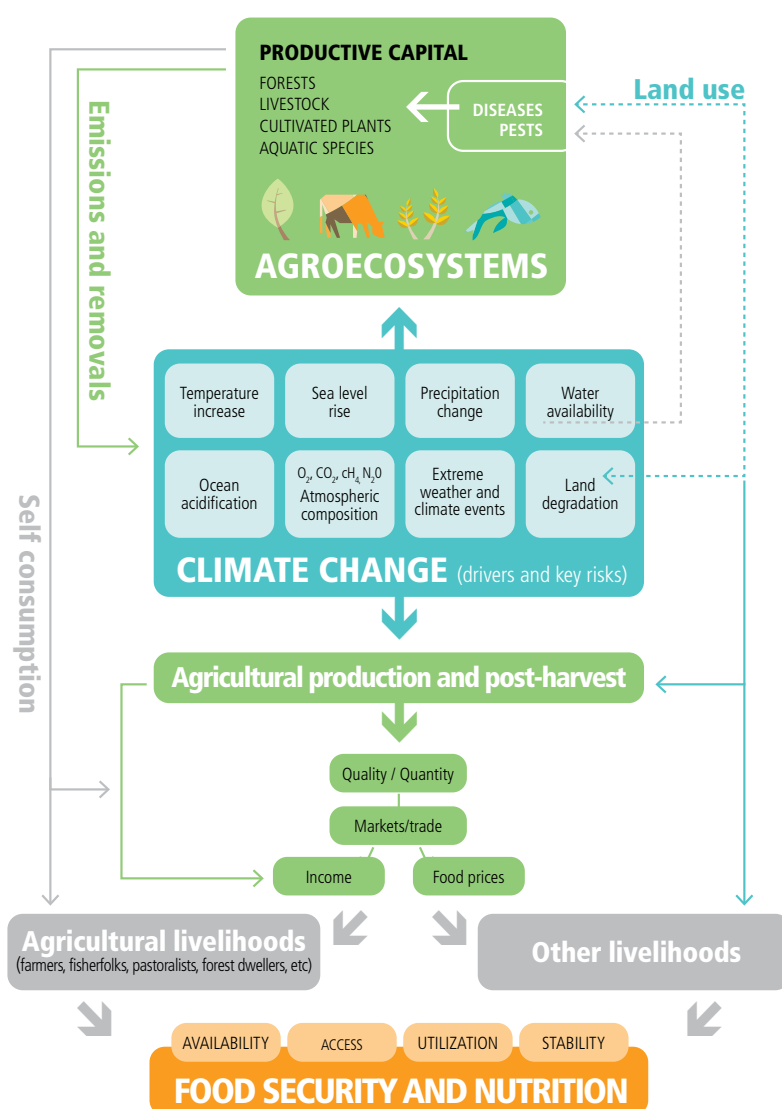 PRODUCTIVE CAPITAL
FORESTS
LIVESTOCK
CULTIVATED PLANTS
AQUATIC SPECIES
DISEASES
PESTS
Land use
AGROECOSYSTEMS
Emissions and removals
Temperature
increase
Sea level
rise
Precipitation
change
Water
availability
Ocean
acidification
O₂, CO₂, cH₄, N₂0
Atmospheric
composition
Extreme
weather and
climate events
Land
degradation
CLIMATE CHANGE (drivers and key risks)
Self consumption
Agricultural production and post-harvest
Quality / Quantity
Markets/trade
Income
Food prices
Agricultural livelihoods
(farmers, fisherfolks, pastoralists, forest dwellers, etc)
Other livelihoods
AVAILABILITY
ACCESS
UTILIZATION
STABILITY
FOOD SECURITY AND NUTRITION